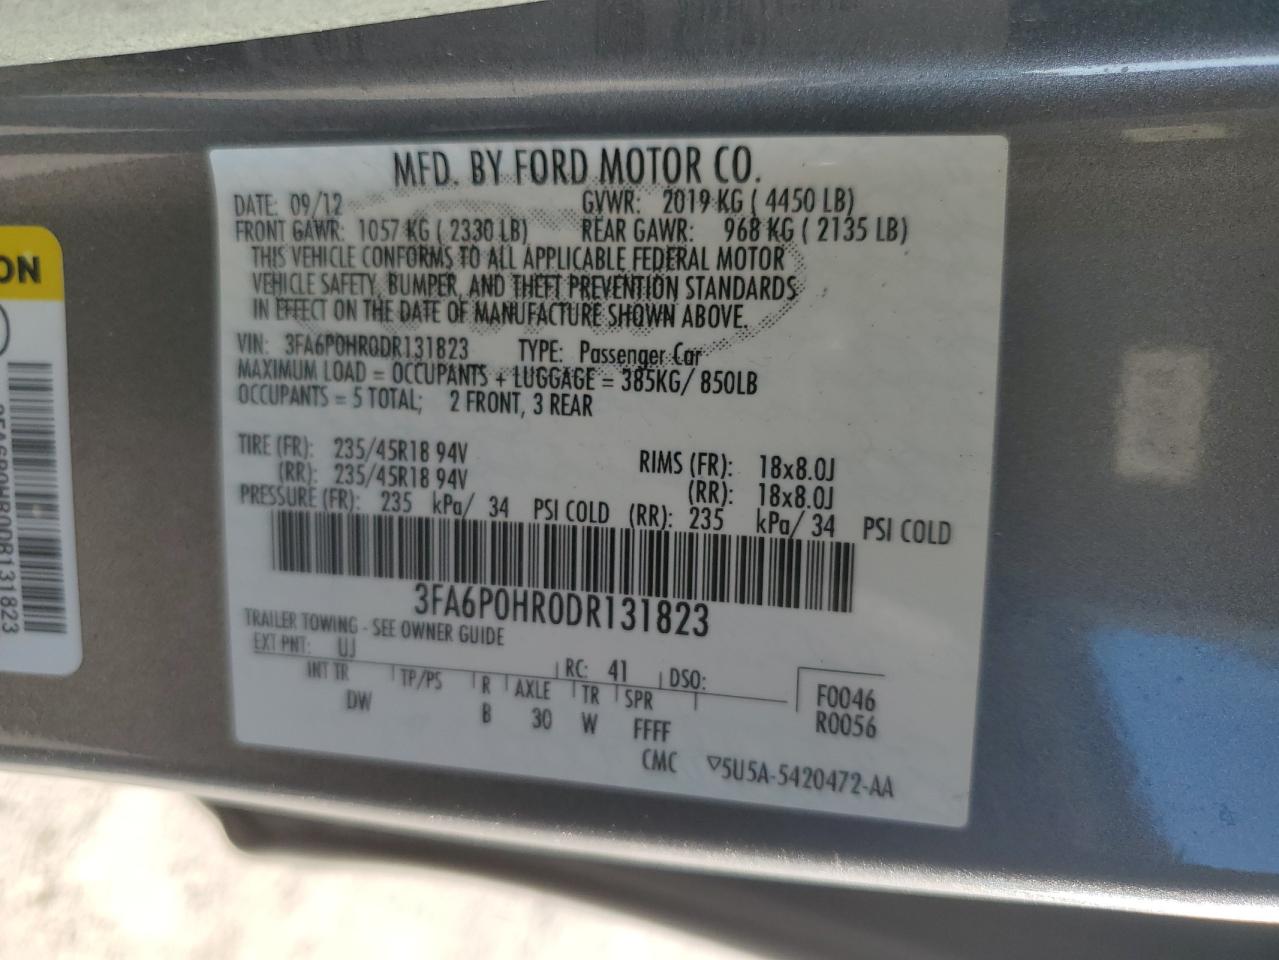 MFD. BY FORD MOTOR CO.
DATE: 09/12 GVWR: 2019 KG ( 4450 LB)
FRONT GAWR: 1057 KG ( 2330 LB) REAR GAWR: 968 KG ( 2135 LB)
THIS VEHICLE CONFORMS TO ALL APPLICABLE FEDERAL MOTOR
VEHICLE SAFETY, BUMPER, AND THEFT PREVENTION STANDARDS
IN EFFECT ON THE DATE OF MANUFACTURE SHOWN ABOVE.
VIN: 3FA6P0HR0DR131823 TYPE: Passenger Car
MAXIMUM LOAD = OCCUPANTS + LUGGAGE = 385KG/ 850LB
OCCUPANTS = 5 TOTAL; 2 FRONT, 3 REAR
TIRE (FR): 235/45R18 94V RIMS (FR): 18x8.0J
(RR): 235/45R18 94V (RR): 18x8.0J
PRESSURE (FR): 235 kPa/ 34 PSI COLD (RR): 235 kPa/ 34 PSI COLD
3FA6P0HR0DR131823
TRAILER TOWING - SEE OWNER GUIDE
EXT PNT: UJ RC: 41 DSO:
INT TR TP/PS R AXLE TR SPR F0046
DW B 30 W FFFF R0056
CMC ▽5U5A-5420472-AA
ON
3FA6P0HR0DR131823